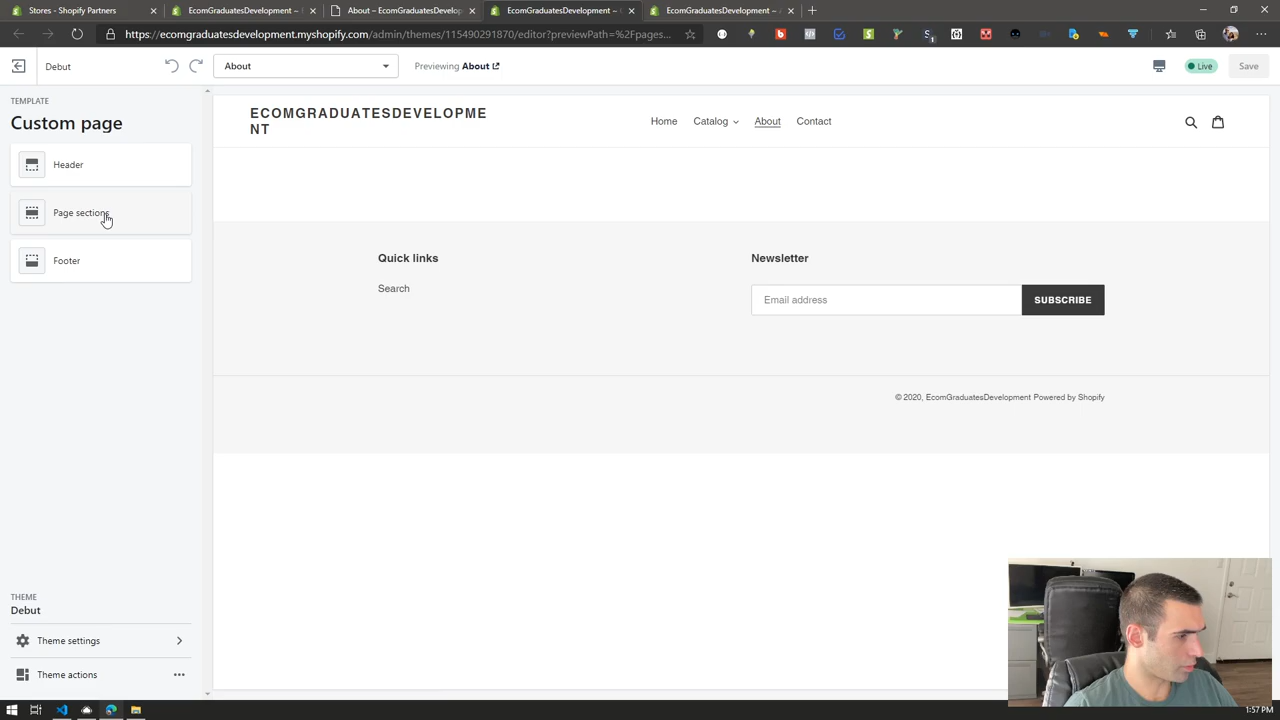 Stores - Shopify Partners
EcomGraduatesDevelopment ~
About ~ EcomGraduatesDevelop
EcomGraduatesDevelopment ~
EcomGraduatesDevelopment ~
https://ecomgraduatesdevelopment.myshopify.com/admin/themes/115490291870/editor?previewPath=%2Fpages...
Debut
About
Previewing About
Live
Save
TEMPLATE
Custom page
Header
Page sections
Footer
ECOMGRADUATESDEVELOPME
NT
Home
Catalog
About
Contact
Quick links
Search
Newsletter
Email address
SUBSCRIBE
© 2020, EcomGraduatesDevelopment Powered by Shopify
THEME
Debut
Theme settings
Theme actions
1:57 PM